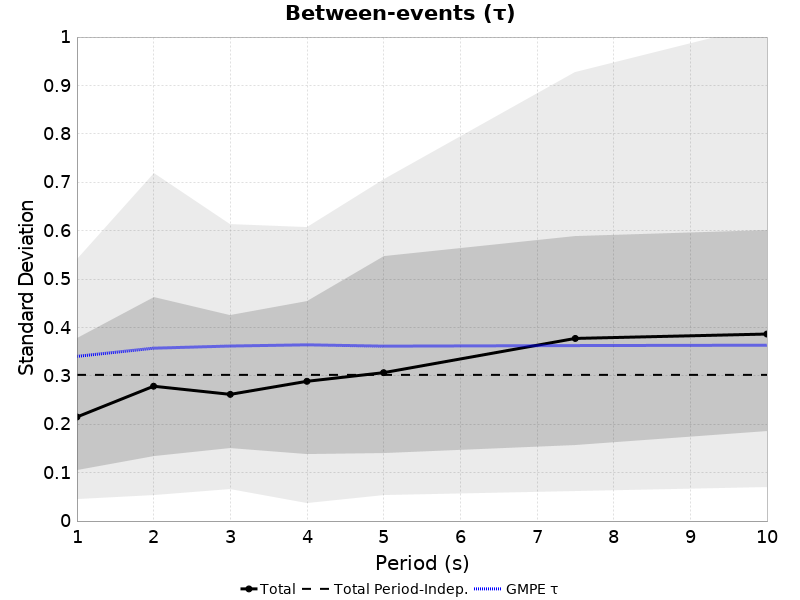 Between-events (τ)
1
0.9
0.8
0.7
0.6
0.5
0.4
0.3
0.2
0.1
0
Standard Deviation
1 2 3 4 5 6 7 8 9 10
Period (s)
Total Total Period-Indep. GMPE τ